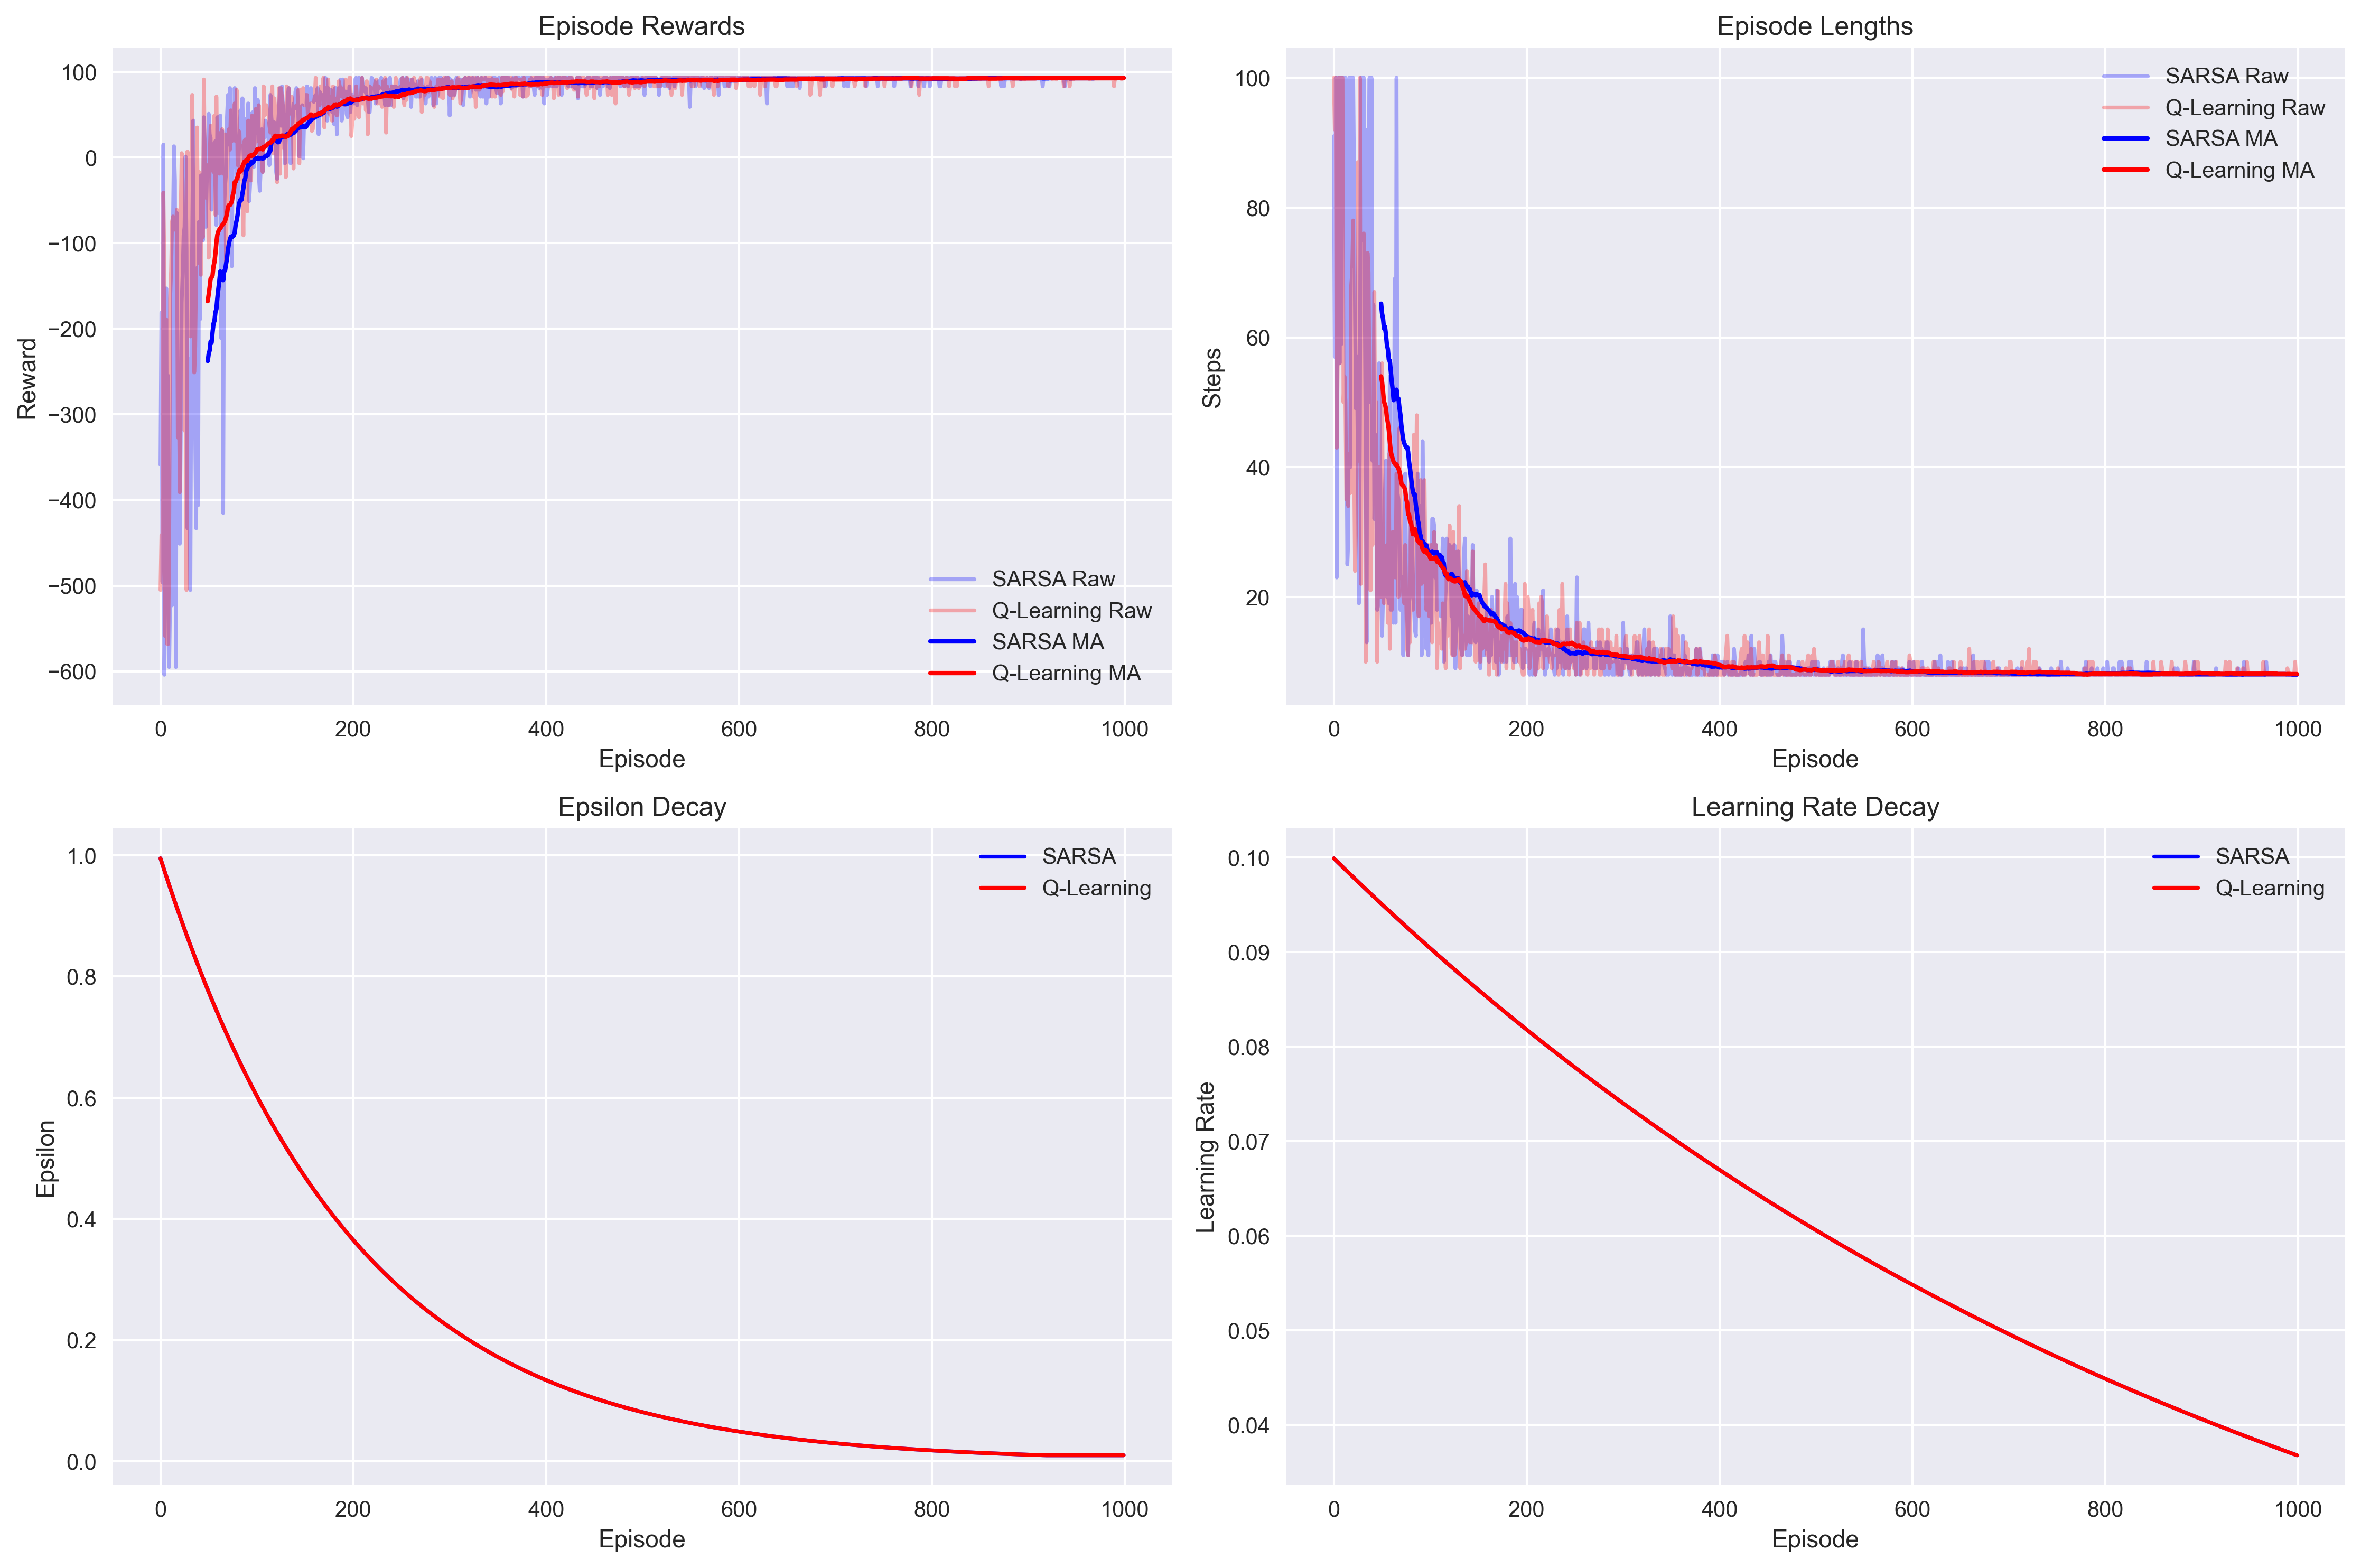 Episode Rewards
Reward
100
0
−100
−200
−300
−400
−500
−600
SARSA Raw
Q-Learning Raw
SARSA MA
Q-Learning MA
0 200 400 600 800 1000
Episode
Episode Lengths
Steps
100
80
60
40
20
SARSA Raw
Q-Learning Raw
SARSA MA
Q-Learning MA
0 200 400 600 800 1000
Episode
Epsilon Decay
Epsilon
1.0
0.8
0.6
0.4
0.2
0.0
SARSA
Q-Learning
0 200 400 600 800 1000
Episode
Learning Rate Decay
Learning Rate
0.10
0.09
0.08
0.07
0.06
0.05
0.04
SARSA
Q-Learning
0 200 400 600 800 1000
Episode